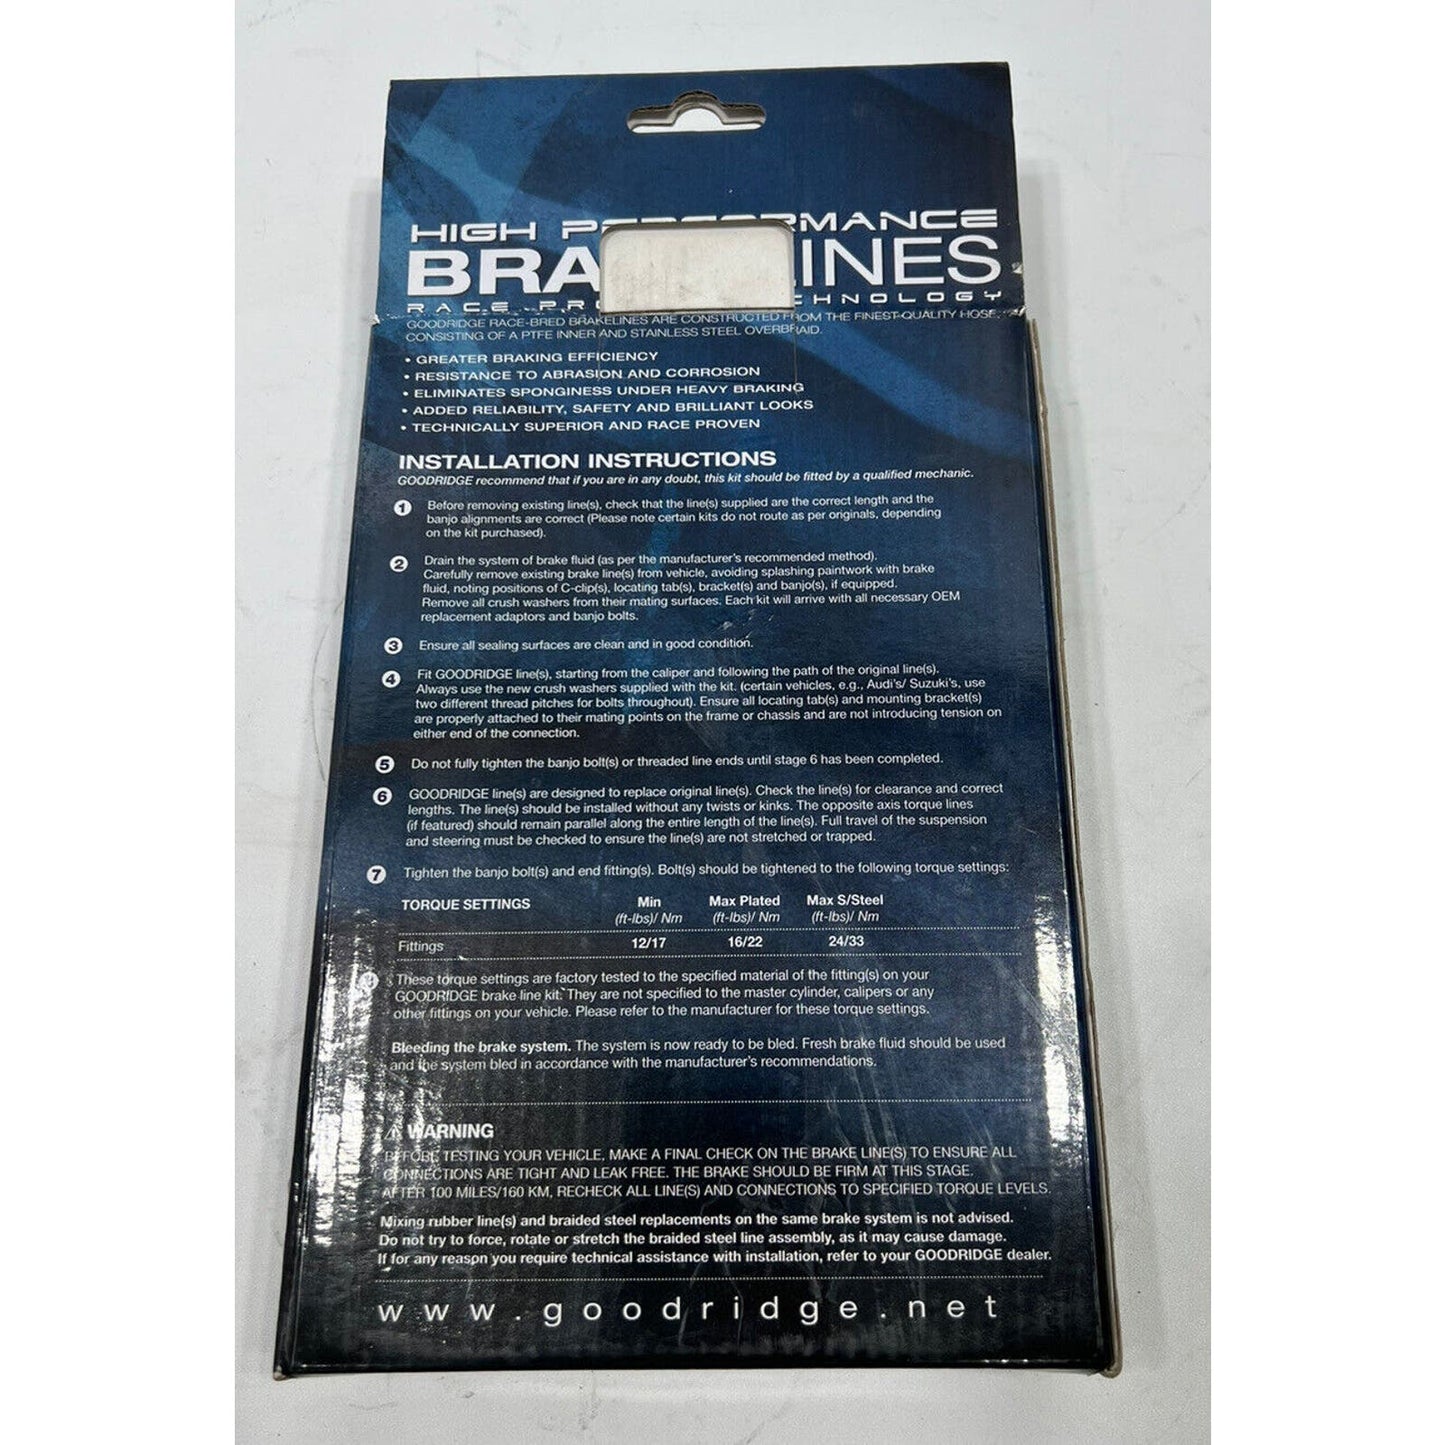 HIGH PERFORMANCE
BRA INES
RACE PRO CHNOLOGY
GOODRIDGE RACE-BRED BRAKELINES ARE CONSTRUCTED FROM THE FINEST QUALITY HOSE,
CONSISTING OF A PTFE INNER AND STAINLESS STEEL OVERBRAID.
• GREATER BRAKING EFFICIENCY
• RESISTANCE TO ABRASION AND CORROSION
• ELIMINATES SPONGINESS UNDER HEAVY BRAKING
• ADDED RELIABILITY, SAFETY AND BRILLIANT LOOKS
• TECHNICALLY SUPERIOR AND RACE PROVEN
INSTALLATION INSTRUCTIONS
GOODRIDGE recommend that if you are in any doubt, this kit should be fitted by a qualified mechanic.
1 Before removing existing line(s), check that the line(s) supplied are the correct length and the
banjo alignments are correct (Please note certain kits do not route as per originals, depending
on the kit purchased).
2 Drain the system of brake fluid (as per the manufacturer's recommended method).
Carefully remove existing brake line(s) from vehicle, avoiding splashing paintwork with brake
fluid, noting positions of C-clip(s), locating tab(s), bracket(s) and banjo(s), if equipped.
Remove all crush washers from their mating surfaces. Each kit will arrive with all necessary OEM
replacement adaptors and banjo bolts.
3 Ensure all sealing surfaces are clean and in good condition.
4 Fit GOODRIDGE line(s), starting from the caliper and following the path of the original line(s).
Always use the new crush washers supplied with the kit. (certain vehicles, e.g., Audi's/ Suzuki's, use
two different thread pitches for bolts throughout). Ensure all locating tab(s) and mounting bracket(s)
are properly attached to their mating points on the frame or chassis and are not introducing tension on
either end of the connection.
5 Do not fully tighten the banjo bolt(s) or threaded line ends until stage 6 has been completed.
6 GOODRIDGE line(s) are designed to replace original line(s). Check the line(s) for clearance and correct
lengths. The line(s) should be installed without any twists or kinks. The opposite axis torque lines
(if featured) should remain parallel along the entire length of the line(s). Full travel of the suspension
and steering must be checked to ensure the line(s) are not stretched or trapped.
7 Tighten the banjo bolt(s) and end fitting(s). Bolt(s) should be tightened to the following torque settings:
TORQUE SETTINGS Min Max Plated Max S/Steel
(ft-lbs)/ Nm (ft-lbs)/ Nm (ft-lbs)/ Nm
Fittings 12/17 16/22 24/33
These torque settings are factory tested to the specified material of the fitting(s) on your
GOODRIDGE brake line kit. They are not specified to the master cylinder, calipers or any
other fittings on your vehicle. Please refer to the manufacturer for these torque settings.
Bleeding the brake system. The system is now ready to be bled. Fresh brake fluid should be used
and the system bled in accordance with the manufacturer's recommendations.
⚠ WARNING
BEFORE TESTING YOUR VEHICLE, MAKE A FINAL CHECK ON THE BRAKE LINE(S) TO ENSURE ALL
CONNECTIONS ARE TIGHT AND LEAK FREE. THE BRAKE SHOULD BE FIRM AT THIS STAGE.
AFTER 100 MILES/160 KM, RECHECK ALL LINE(S) AND CONNECTIONS TO SPECIFIED TORQUE LEVELS.
Mixing rubber line(s) and braided steel replacements on the same brake system is not advised.
Do not try to force, rotate or stretch the braided steel line assembly, as it may cause damage.
If for any reason you require technical assistance with installation, refer to your GOODRIDGE dealer.
www.goodridge.net